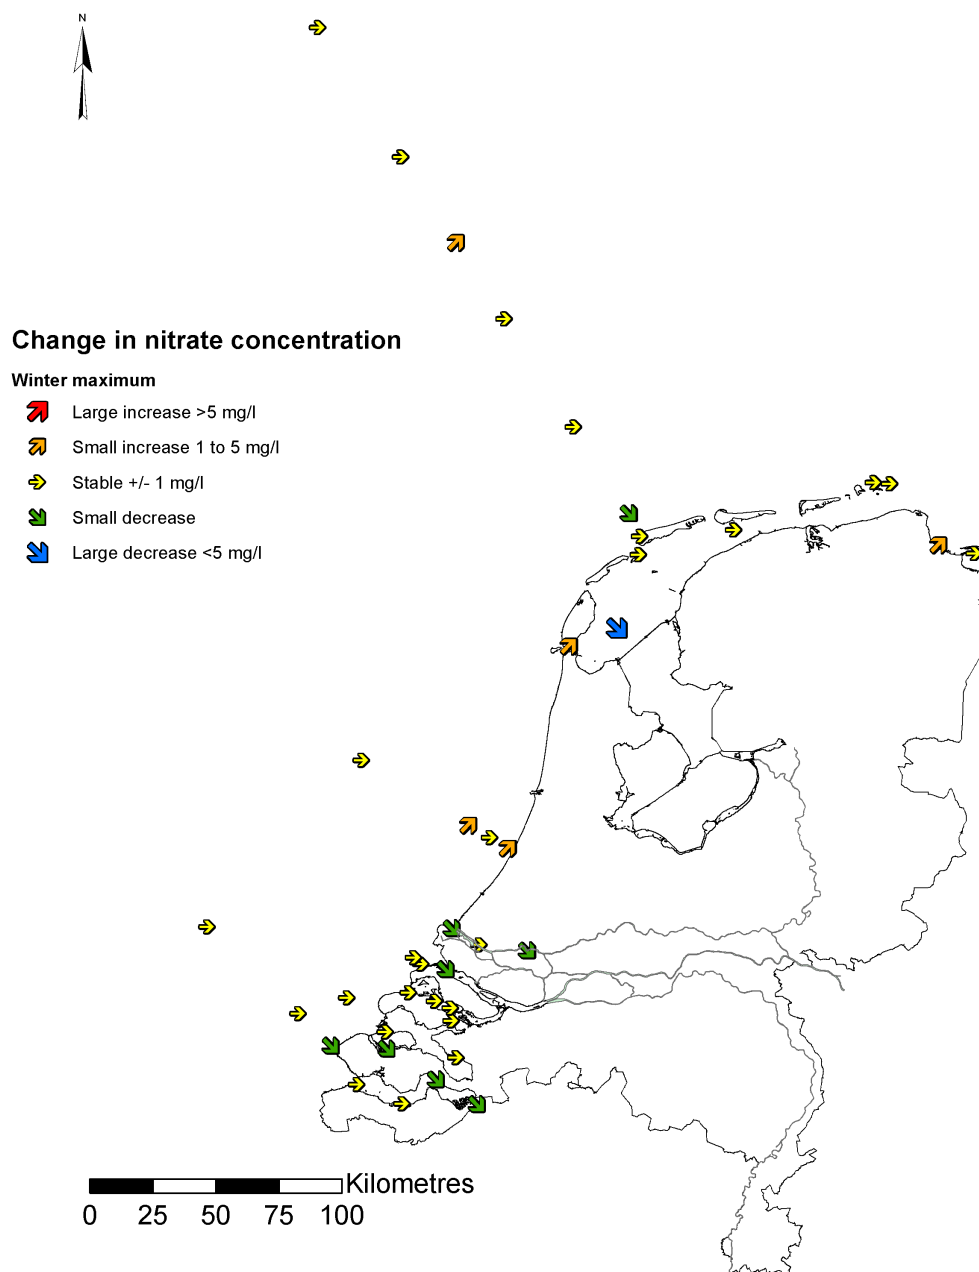 N
Change in nitrate concentration
Winter maximum
Large increase >5 mg/l
Small increase 1 to 5 mg/l
Stable +/- 1 mg/l
Small decrease
Large decrease <5 mg/l
Kilometres
0 25 50 75 100